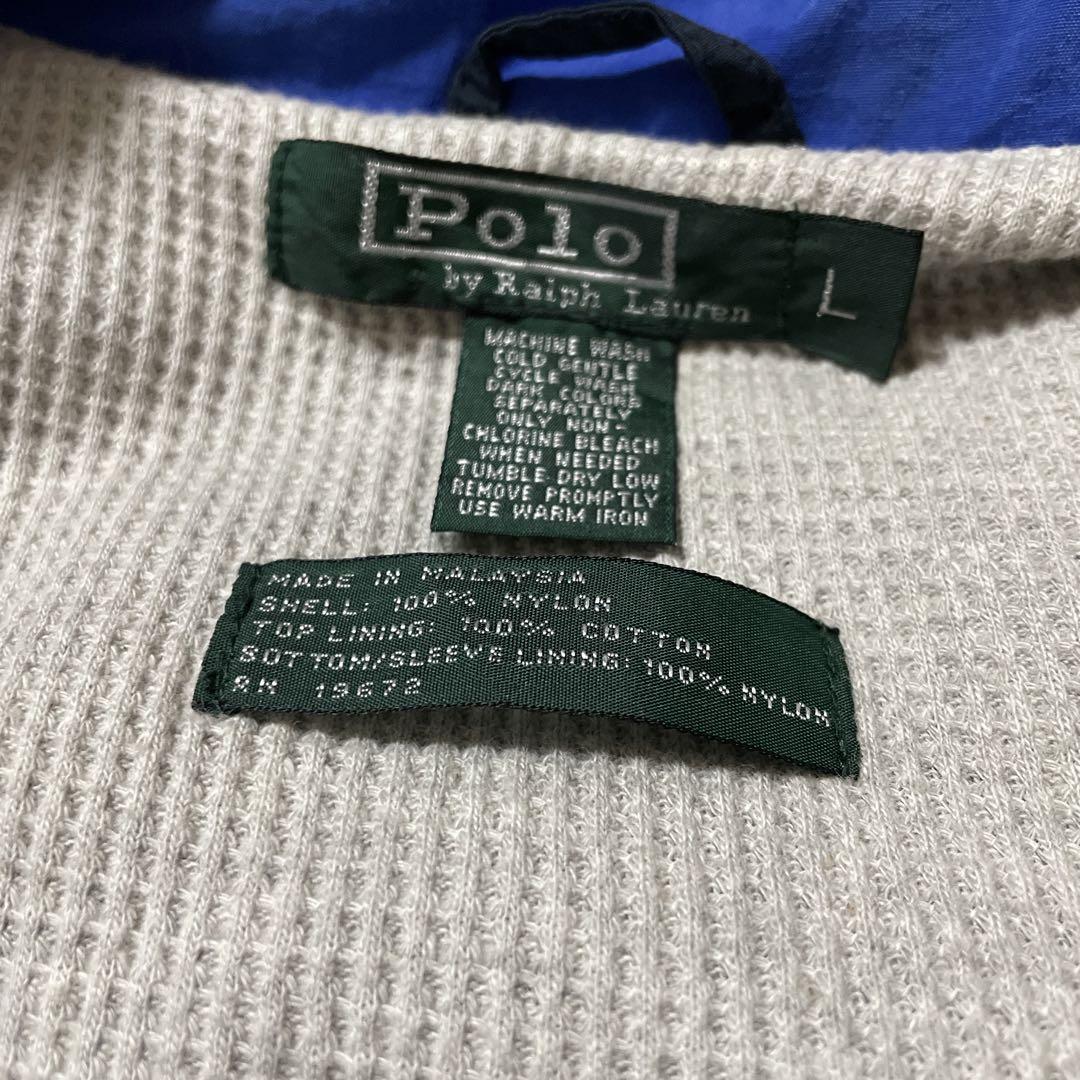 Polo
by Ralph Lauren
L
MACHINE WASH
COLD GENTLE
CYCLE WASH
DARK COLORS
SEPARATELY
ONLY NON-
CHLORINE BLEACH
WHEN NEEDED
TUMBLE DRY LOW
REMOVE PROMPTLY
USE WARM IRON
MADE IN MALAYSIA
SHELL: 100% NYLON
TOP LINING: 100% COTTON
BOTTOM/SLEEVE LINING: 100% NYLON
RN 19672